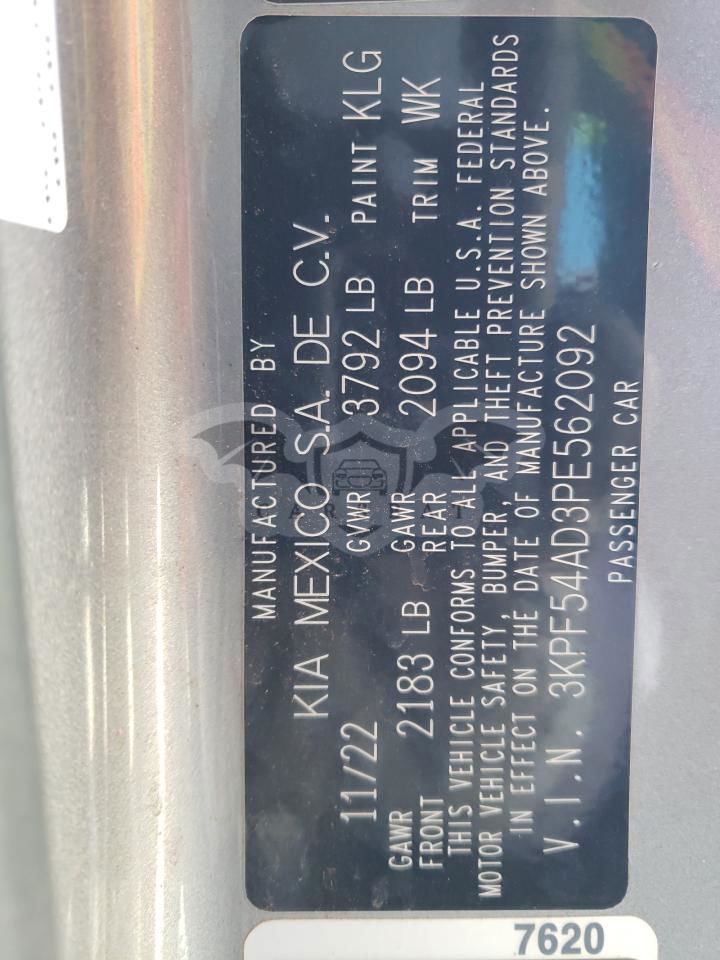 MANUFACTURED BY
KIA MEXICO S.A. DE C.V.
11/22 GVWR 3792 LB PAINT KLG
GAWR FRONT 2183 LB GAWR REAR 2094 LB TRIM WK
THIS VEHICLE CONFORMS TO ALL APPLICABLE U.S.A. FEDERAL
MOTOR VEHICLE SAFETY, BUMPER, AND THEFT PREVENTION STANDARDS
IN EFFECT ON THE DATE OF MANUFACTURE SHOWN ABOVE.
V.I.N. 3KPF54AD3PE562092
PASSENGER CAR
7620